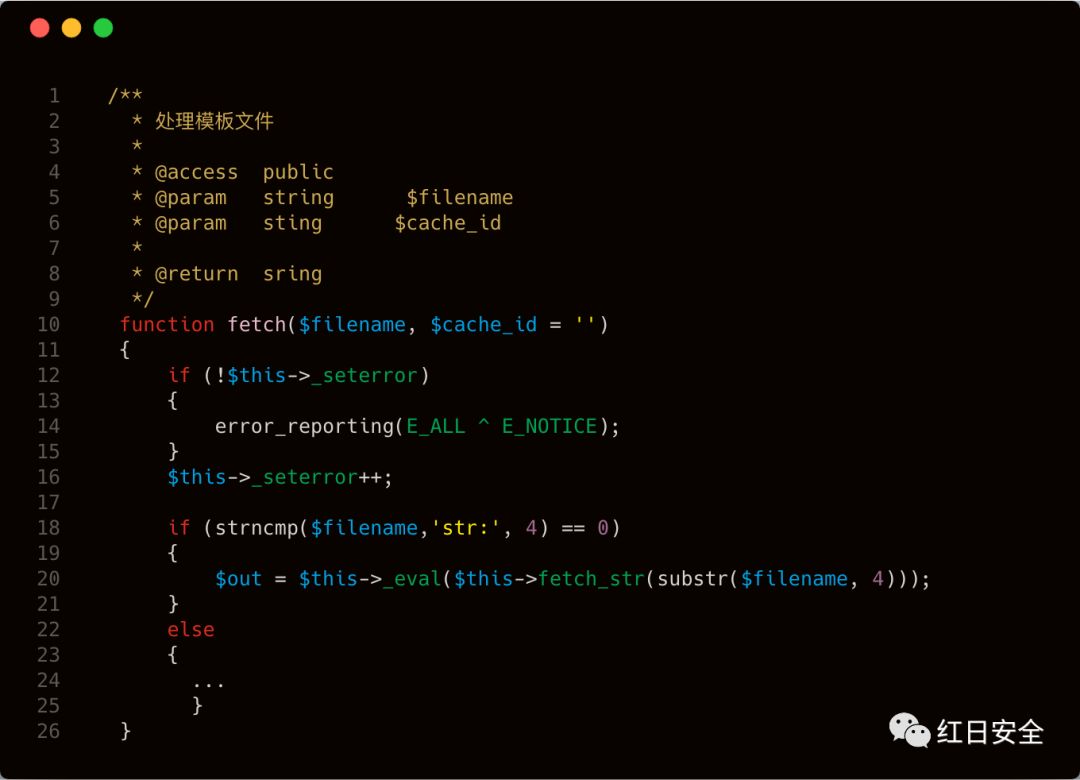 1    /**
2      * 处理模板文件
3      *
4      * @access  public
5      * @param   string      $filename
6      * @param   sting      $cache_id
7      *
8      * @return  sring
9      */
10     function fetch($filename, $cache_id = '')
11     {
12         if (!$this->_seterror)
13         {
14             error_reporting(E_ALL ^ E_NOTICE);
15         }
16         $this->_seterror++;
17
18         if (strncmp($filename,'str:', 4) == 0)
19         {
20             $out = $this->_eval($this->fetch_str(substr($filename, 4)));
21         }
22         else
23         {
24           ...
25           }
26     }
红日安全